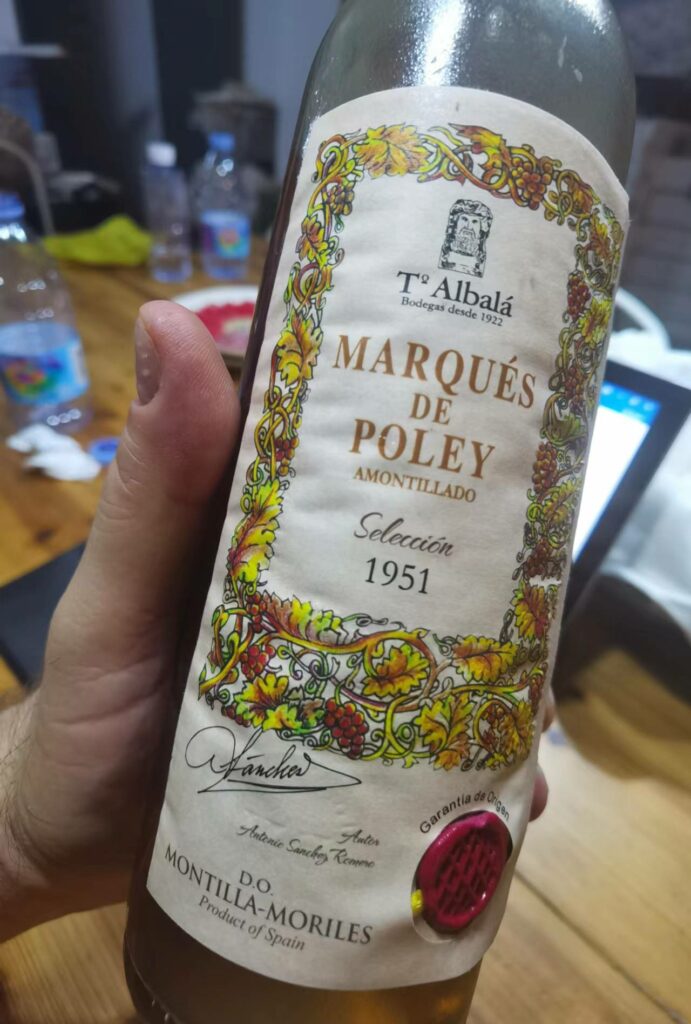 Tº Albalá
Bodegas desde 1922
MARQUÉS
DE
POLEY
AMONTILLADO
Selección
1951
Sánchez
Autor
Antonio Sanchez Romero
Garantía de Origen
D.O.
MONTILLA-MORILES
Product of Spain